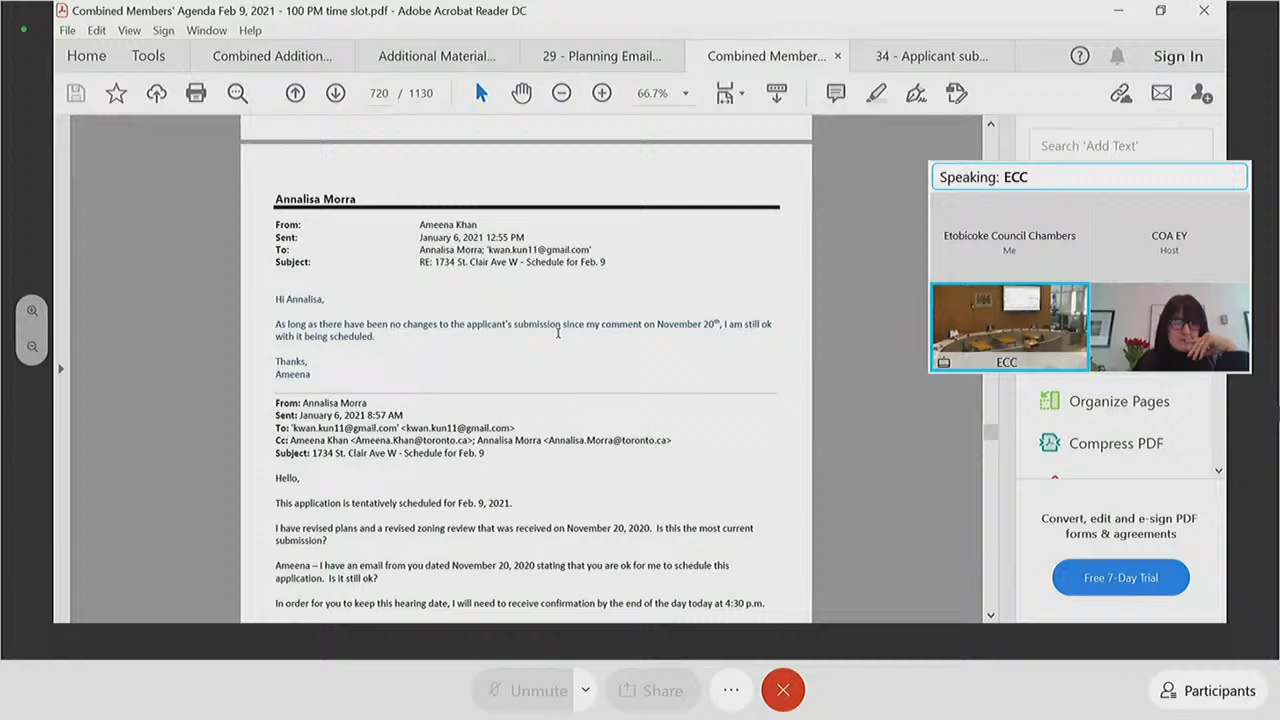 Combined Members' Agenda Feb 9, 2021 - 100 PM time slot.pdf - Adobe Acrobat Reader DC
File Edit View Sign Window Help
Home Tools Combined Addition... Additional Material... 29 - Planning Email... Combined Member... × 34 - Applicant sub... Sign In
720 / 1130 66.7%
Search 'Add Text'
Annalisa Morra
From: Ameena Khan
Sent: January 6, 2021 12:55 PM
To: Annalisa Morra; 'kwan.kun11@gmail.com'
Subject: RE: 1734 St. Clair Ave W - Schedule for Feb. 9
Hi Annalisa,
As long as there have been no changes to the applicant's submission since my comment on November 20th, I am still ok
with it being scheduled.
Thanks,
Ameena
From: Annalisa Morra
Sent: January 6, 2021 8:57 AM
To: 'kwan.kun11@gmail.com' <kwan.kun11@gmail.com>
Cc: Ameena Khan <Ameena.Khan@toronto.ca>; Annalisa Morra <Annalisa.Morra@toronto.ca>
Subject: 1734 St. Clair Ave W - Schedule for Feb. 9
Hello,
This application is tentatively scheduled for Feb. 9, 2021.
I have revised plans and a revised zoning review that was received on November 20, 2020. Is this the most current
submission?
Ameena – I have an email from you dated November 20, 2020 stating that you are ok for me to schedule this
application. Is it still ok?
In order for you to keep this hearing date, I will need to receive confirmation by the end of the day today at 4:30 p.m.
Speaking: ECC
Etobicoke Council Chambers
Me
COA EY
Host
ECC
Organize Pages
Compress PDF
Convert, edit and e-sign PDF
forms & agreements
Free 7-Day Trial
Unmute Share ... Participants